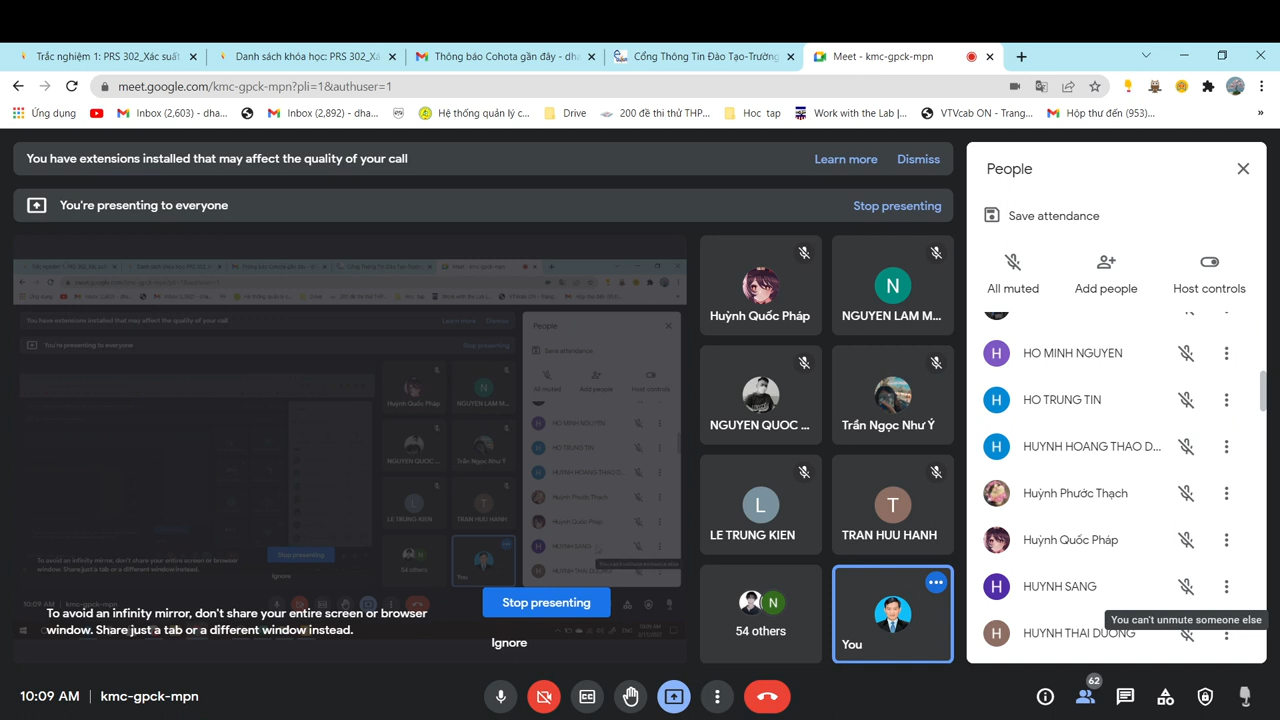 Trắc nghiệm 1: PRS 302_Xác suất
Danh sách khóa học: PRS 302_Xá
Thông báo Cohota gần đây - dha
Cổng Thông Tin Đào Tạo-Trường
Meet - kmc-gpck-mpn
meet.google.com/kmc-gpck-mpn?pli=1&authuser=1
Ứng dụng
Inbox (2,603) - dha...
Inbox (2,892) - dha...
Hệ thống quản lý c...
Drive
200 đề thi thử THP...
Học tập
Work with the Lab |...
VTVcab ON - Trang...
Hộp thư đến (953)...
»
You have extensions installed that may affect the quality of your call
Learn more
Dismiss
You're presenting to everyone
Stop presenting
People
Save attendance
All muted
Add people
Host controls
HO MINH NGUYEN
HO TRUNG TIN
HUYNH HOANG THAO D...
Huỳnh Phước Thạch
Huỳnh Quốc Pháp
HUYNH SANG
You can't unmute someone else
HUYNH THAI DUONG
Huỳnh Quốc Pháp
N
NGUYEN LAM M...
NGUYEN QUOC ...
Trần Ngọc Như Ý
L
LE TRUNG KIEN
T
TRAN HUU HANH
N
54 others
You
To avoid an infinity mirror, don't share your entire screen or browser
window. Share just a tab or a different window instead.
Stop presenting
Ignore
10:09 AM | kmc-gpck-mpn
62